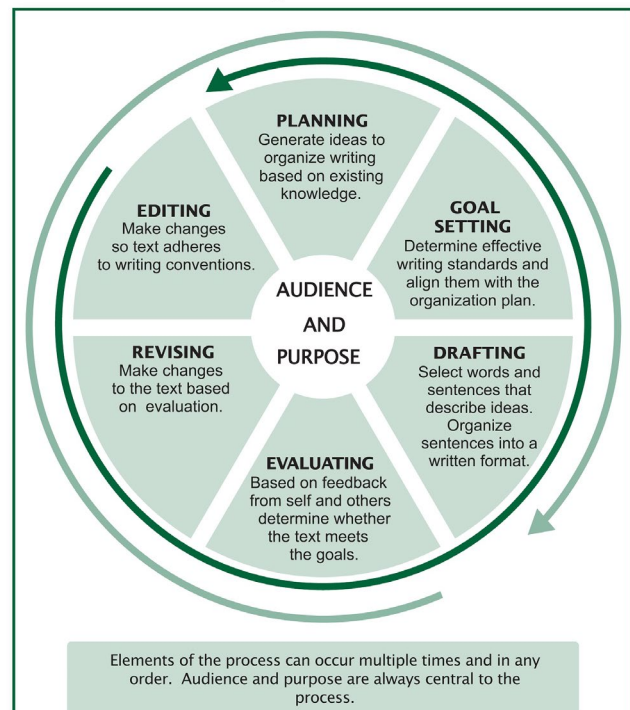 PLANNING
Generate ideas to
organize writing
based on existing
knowledge.
GOAL
SETTING
Determine effective
writing standards and
align them with the
organization plan.
DRAFTING
Select words and
sentences that
describe ideas.
Organize
sentences into a
written format.
EVALUATING
Based on feedback
from self and others
determine whether
the text meets
the goals.
REVISING
Make changes
to the text based
on evaluation.
EDITING
Make changes
so text adheres
to writing conventions.
AUDIENCE
AND
PURPOSE
Elements of the process can occur multiple times and in any
order. Audience and purpose are always central to the
process.